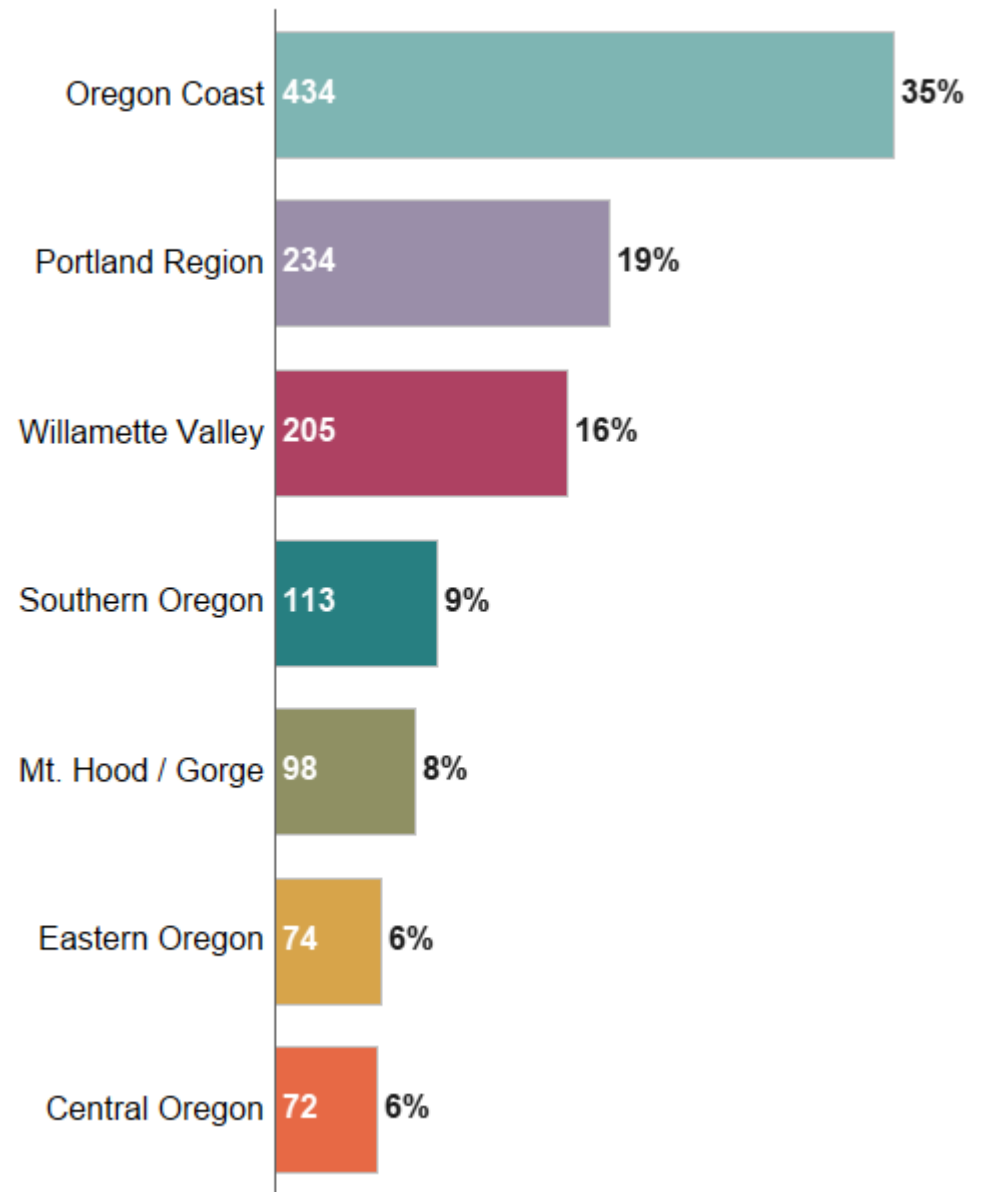 Oregon Coast 434 35%
Portland Region 234 19%
Willamette Valley 205 16%
Southern Oregon 113 9%
Mt. Hood / Gorge 98 8%
Eastern Oregon 74 6%
Central Oregon 72 6%